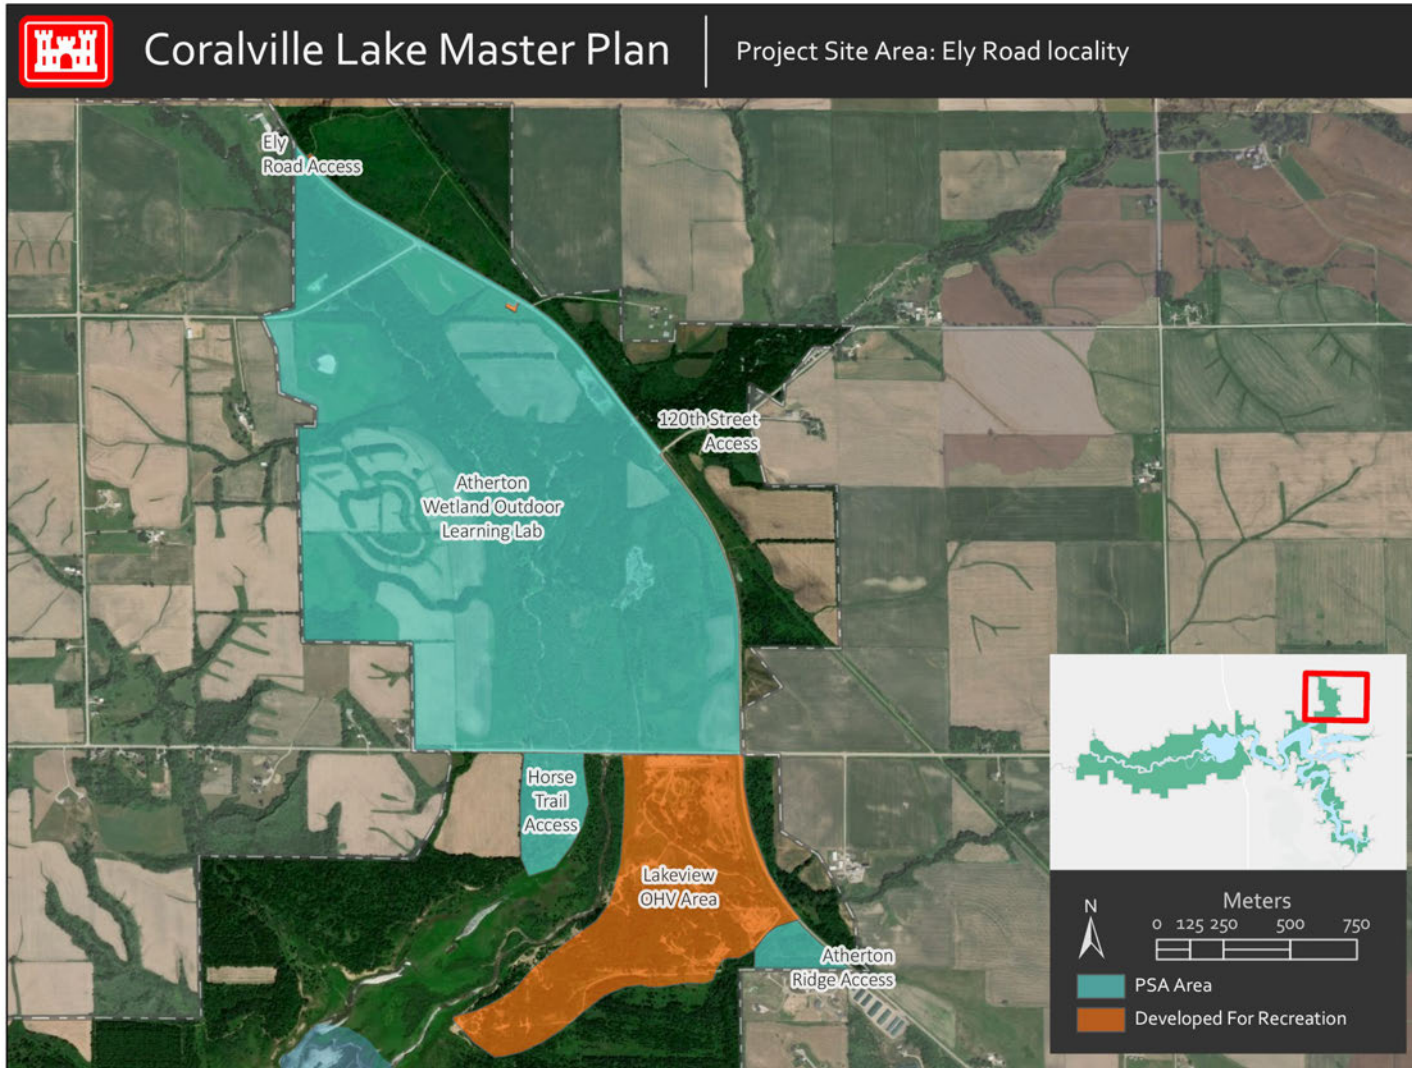 Coralville Lake Master Plan
Project Site Area: Ely Road locality
Ely
Road Access
120th Street
Access
Atherton
Wetland Outdoor
Learning Lab
Horse
Trail
Access
Lakeview
OHV Area
Atherton
Ridge Access
N
Meters
0 125 250 500 750
PSA Area
Developed For Recreation